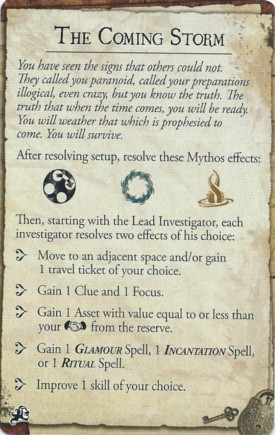 THE COMING STORM
You have seen the signs that others could not.
They called you paranoid, called your preparations
illogical, even crazy, but you know the truth. The
truth that when the time comes, you will be ready.
You will weather that which is prophesied to
come. You will survive.
After resolving setup, resolve these Mythos effects:
Then, starting with the Lead Investigator, each
investigator resolves two effects of his choice:
Move to an adjacent space and/or gain
1 travel ticket of your choice.
Gain 1 Clue and 1 Focus.
Gain 1 Asset with value equal to or less than
your from the reserve.
Gain 1 GLAMOUR Spell, 1 INCANTATION Spell,
or 1 RITUAL Spell.
Improve 1 skill of your choice.